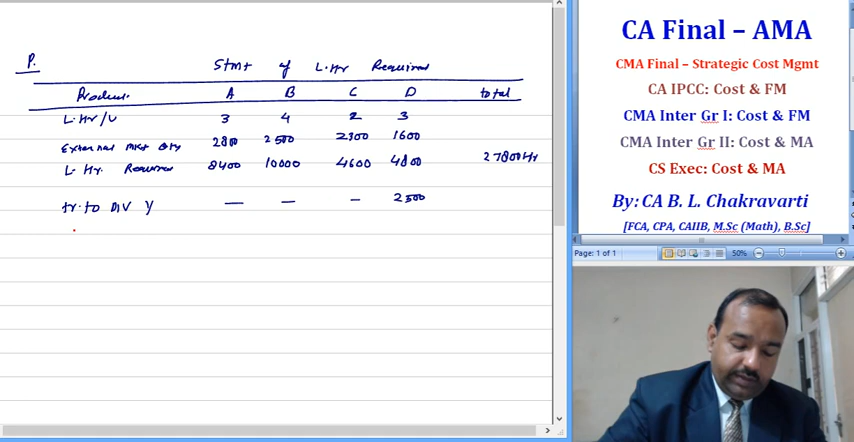 P.
Stmt of L.Hr Required
Product A B C D total
L.Hr/U 3 4 2 3
External Mkt Qty 2800 2500 2300 1600
L. Hr. Required 8400 10000 4600 4800 27800 Hr
tr. to DIV Y — — — 2500
CA Final – AMA
CMA Final – Strategic Cost Mgmt
CA IPCC: Cost & FM
CMA Inter Gr I: Cost & FM
CMA Inter Gr II: Cost & MA
CS Exec: Cost & MA
By: CA B. L. Chakravarti
[FCA, CPA, CAIIB, M.Sc (Math), B.Sc]
Page: 1 of 1 50%